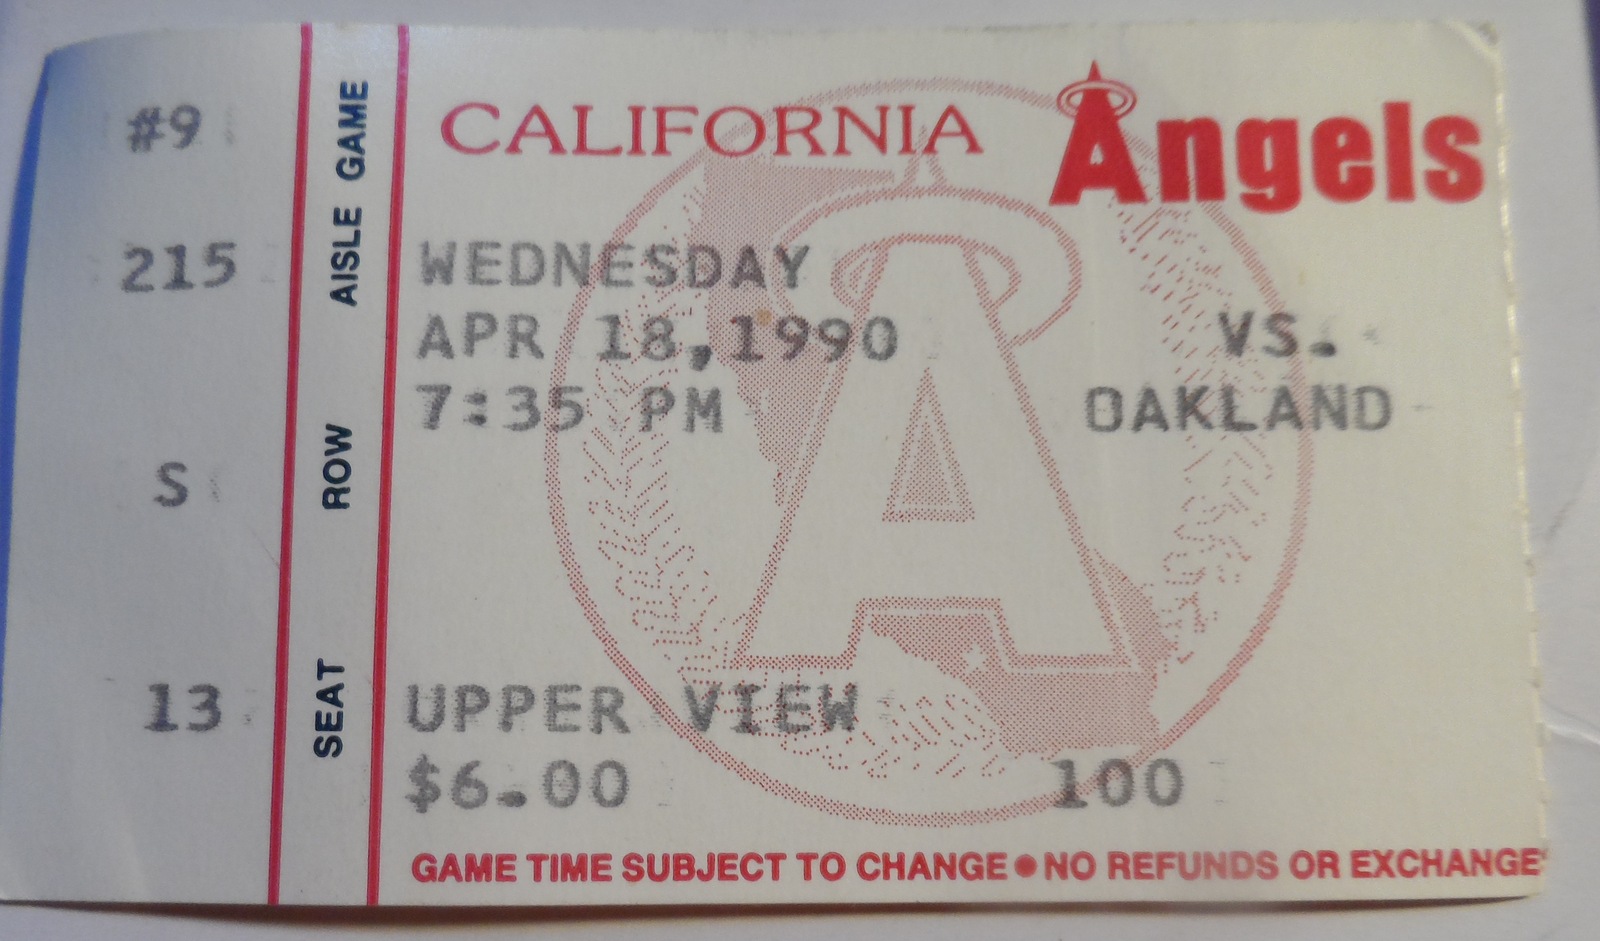 CALIFORNIA Angels
#9 GAME
215 AISLE
S ROW
13 SEAT
WEDNESDAY
APR 18,1990 VS.
7:35 PM OAKLAND
UPPER VIEW
$6.00 100
GAME TIME SUBJECT TO CHANGE ● NO REFUNDS OR EXCHANGE